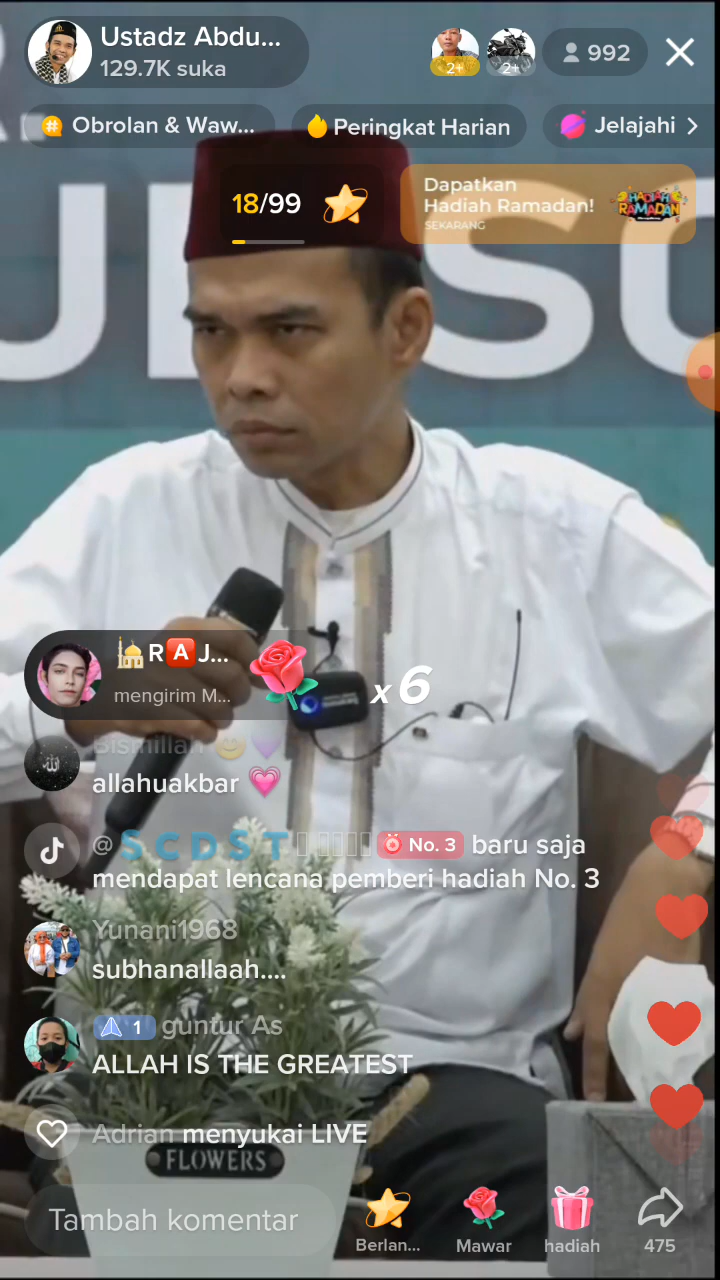 Ustadz Abdu...
129.7K suka
2+
2+
992
Obrolan & Waw...
Peringkat Harian
Jelajahi
18/99
Dapatkan
Hadiah Ramadan!
SEKARANG
HADIAH
RAMADAN
R A J...
mengirim M...
x 6
Bismillah
allahuakbar
@SCDST No. 3 baru saja
mendapat lencana pemberi hadiah No. 3
Yunani1968
subhanallaah....
1 guntur As
ALLAH IS THE GREATEST
Adrian menyukai LIVE
FLOWERS
Tambah komentar
Berlan...
Mawar
hadiah
475